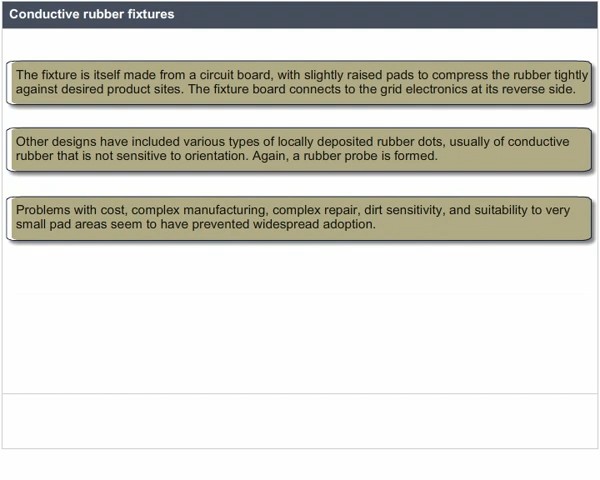 Conductive rubber fixtures
The fixture is itself made from a circuit board, with slightly raised pads to compress the rubber tightly
against desired product sites. The fixture board connects to the grid electronics at its reverse side.
Other designs have included various types of locally deposited rubber dots, usually of conductive
rubber that is not sensitive to orientation. Again, a rubber probe is formed.
Problems with cost, complex manufacturing, complex repair, dirt sensitivity, and suitability to very
small pad areas seem to have prevented widespread adoption.